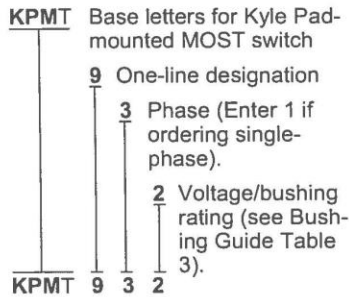 KPMT Base letters for Kyle Pad-
mounted MOST switch
9 One-line designation
3 Phase (Enter 1 if
ordering single-
phase).
2 Voltage/bushing
rating (see Bush-
ing Guide Table
3).
KPMT 9 3 2